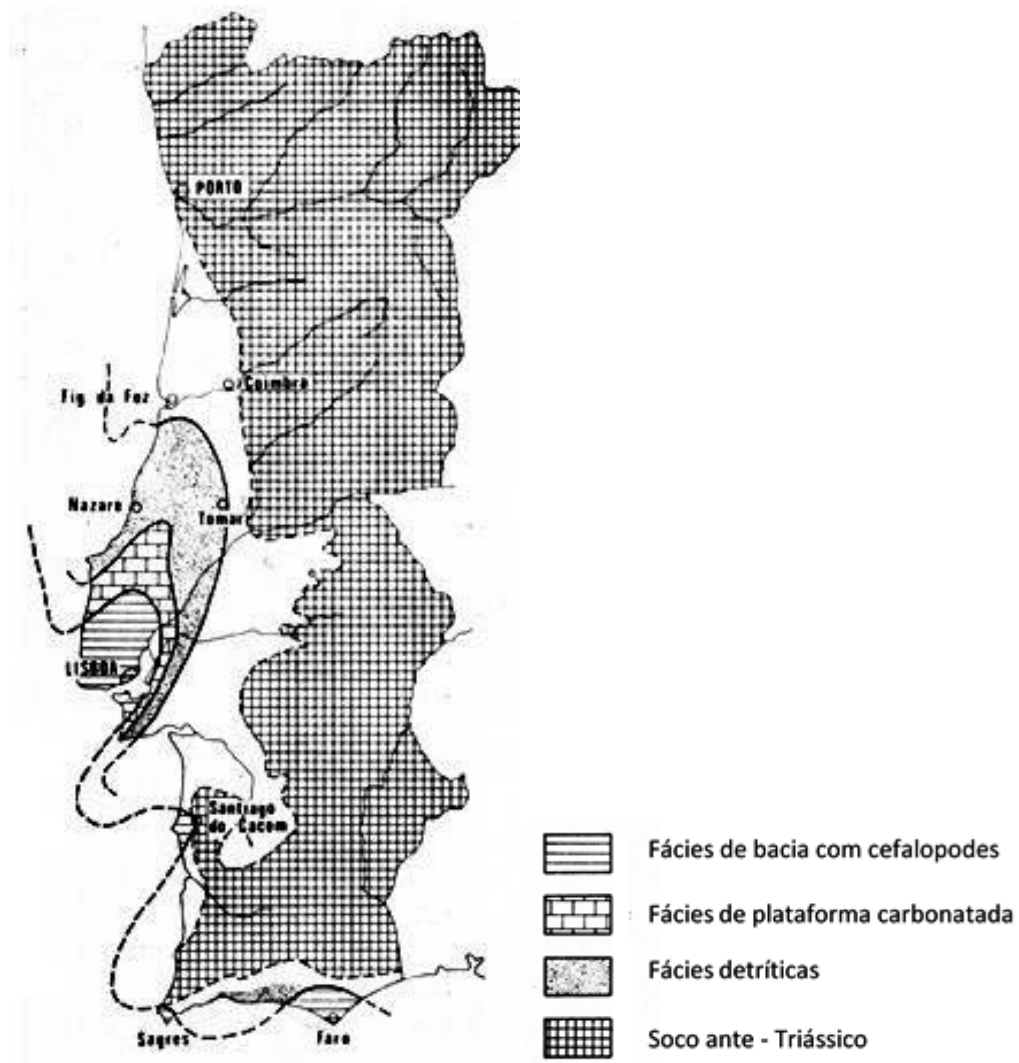 PORTO
Coimbra
Fig. da Foz
Nazare
Tomar
LISBOA
Santiago
do Cacem
Sagres
Faro
Fácies de bacia com cefalopodes
Fácies de plataforma carbonatada
Fácies detríticas
Soco ante - Triássico